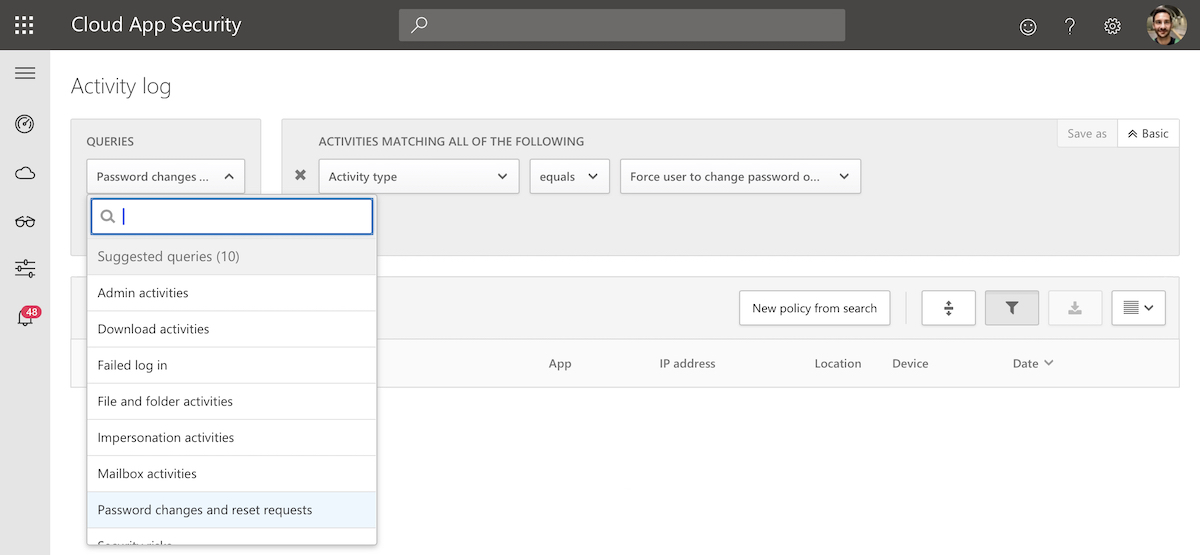 Cloud App Security
Activity log
QUERIES
Password changes ...
ACTIVITIES MATCHING ALL OF THE FOLLOWING
Save as
Basic
Activity type
equals
Force user to change password o...
Suggested queries (10)
Admin activities
Download activities
Failed log in
File and folder activities
Impersonation activities
Mailbox activities
Password changes and reset requests
New policy from search
App
IP address
Location
Device
Date
48